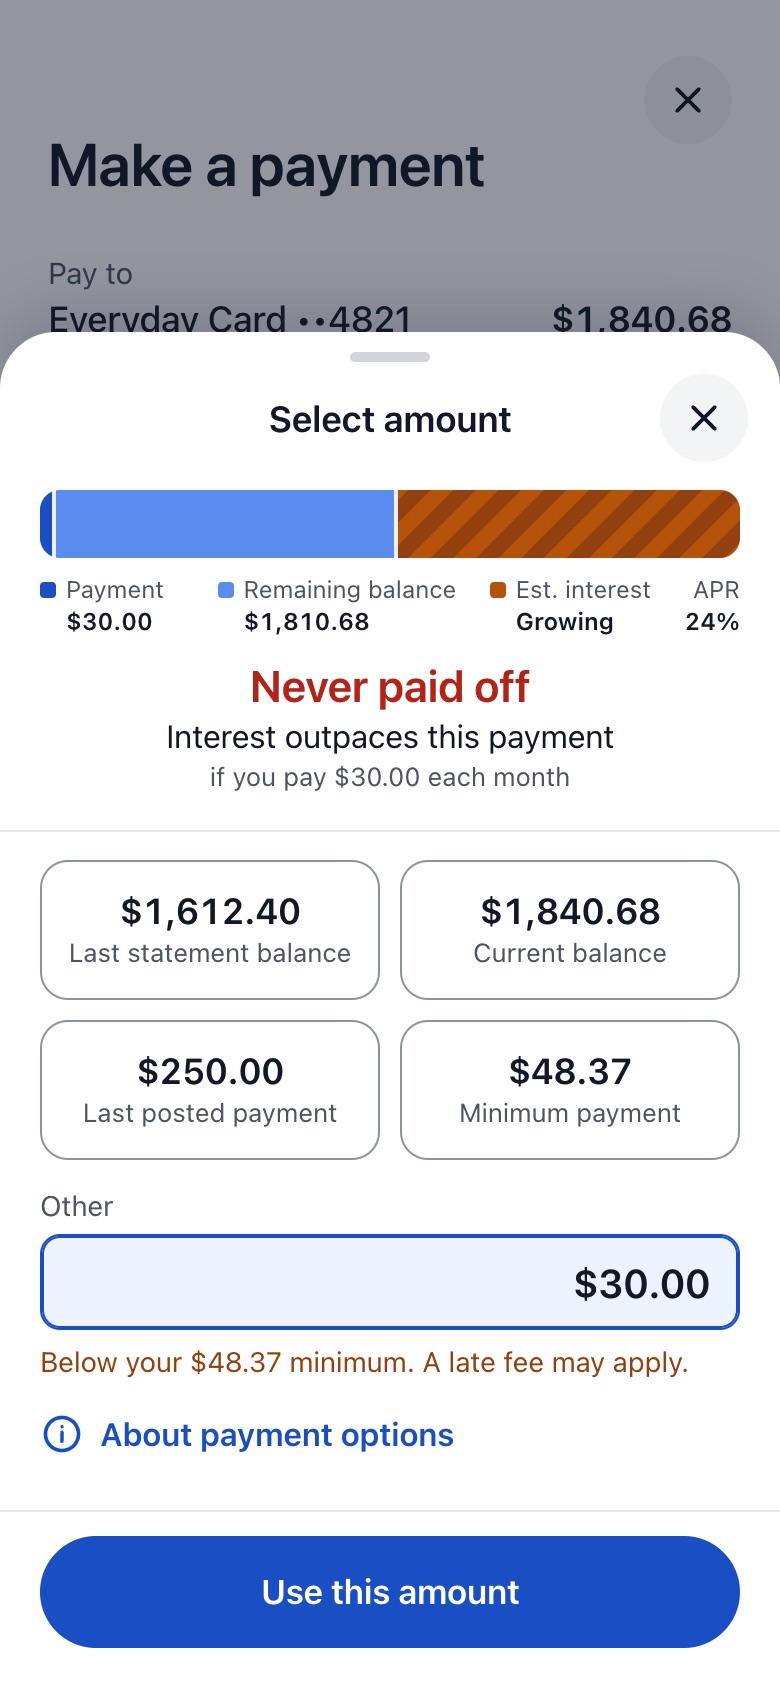 Make a payment
Pay to
Everyday Card ••4821 $1,840.68
Select amount
Payment Remaining balance Est. interest APR
$30.00 $1,810.68 Growing 24%
Never paid off
Interest outpaces this payment
if you pay $30.00 each month
$1,612.40 $1,840.68
Last statement balance Current balance
$250.00 $48.37
Last posted payment Minimum payment
Other
$30.00
Below your $48.37 minimum. A late fee may apply.
About payment options
Use this amount